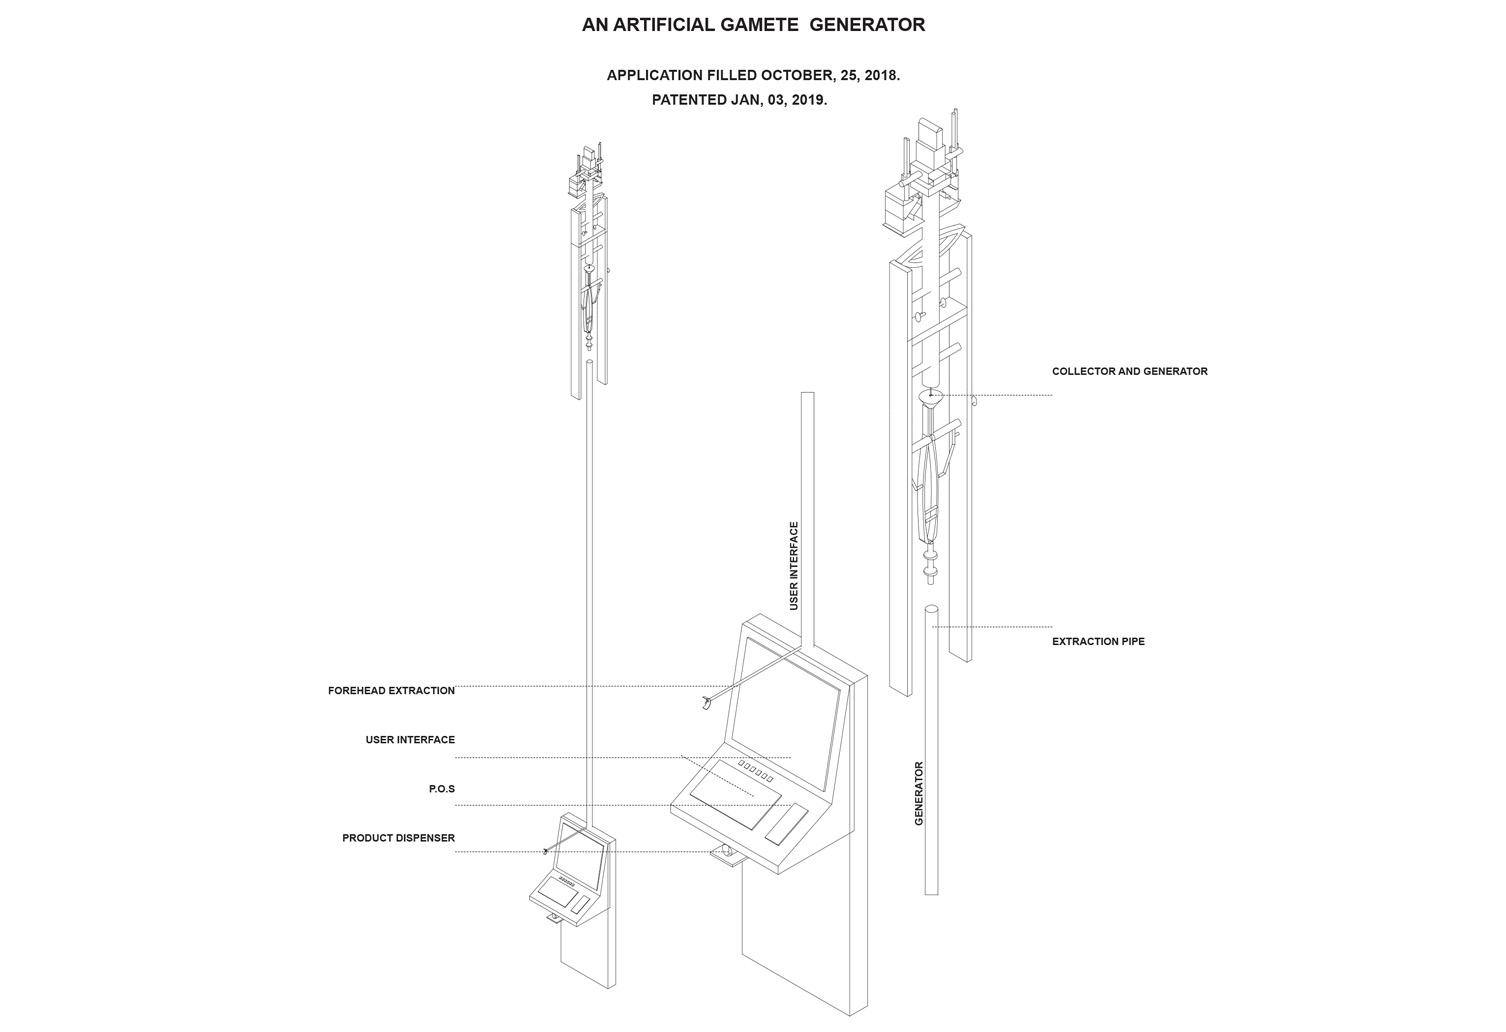 AN ARTIFICIAL GAMETE GENERATOR
APPLICATION FILLED OCTOBER, 25, 2018.
PATENTED JAN, 03, 2019.
COLLECTOR AND GENERATOR
USER INTERFACE
EXTRACTION PIPE
FOREHEAD EXTRACTION
USER INTERFACE
P.O.S
GENERATOR
PRODUCT DISPENSER